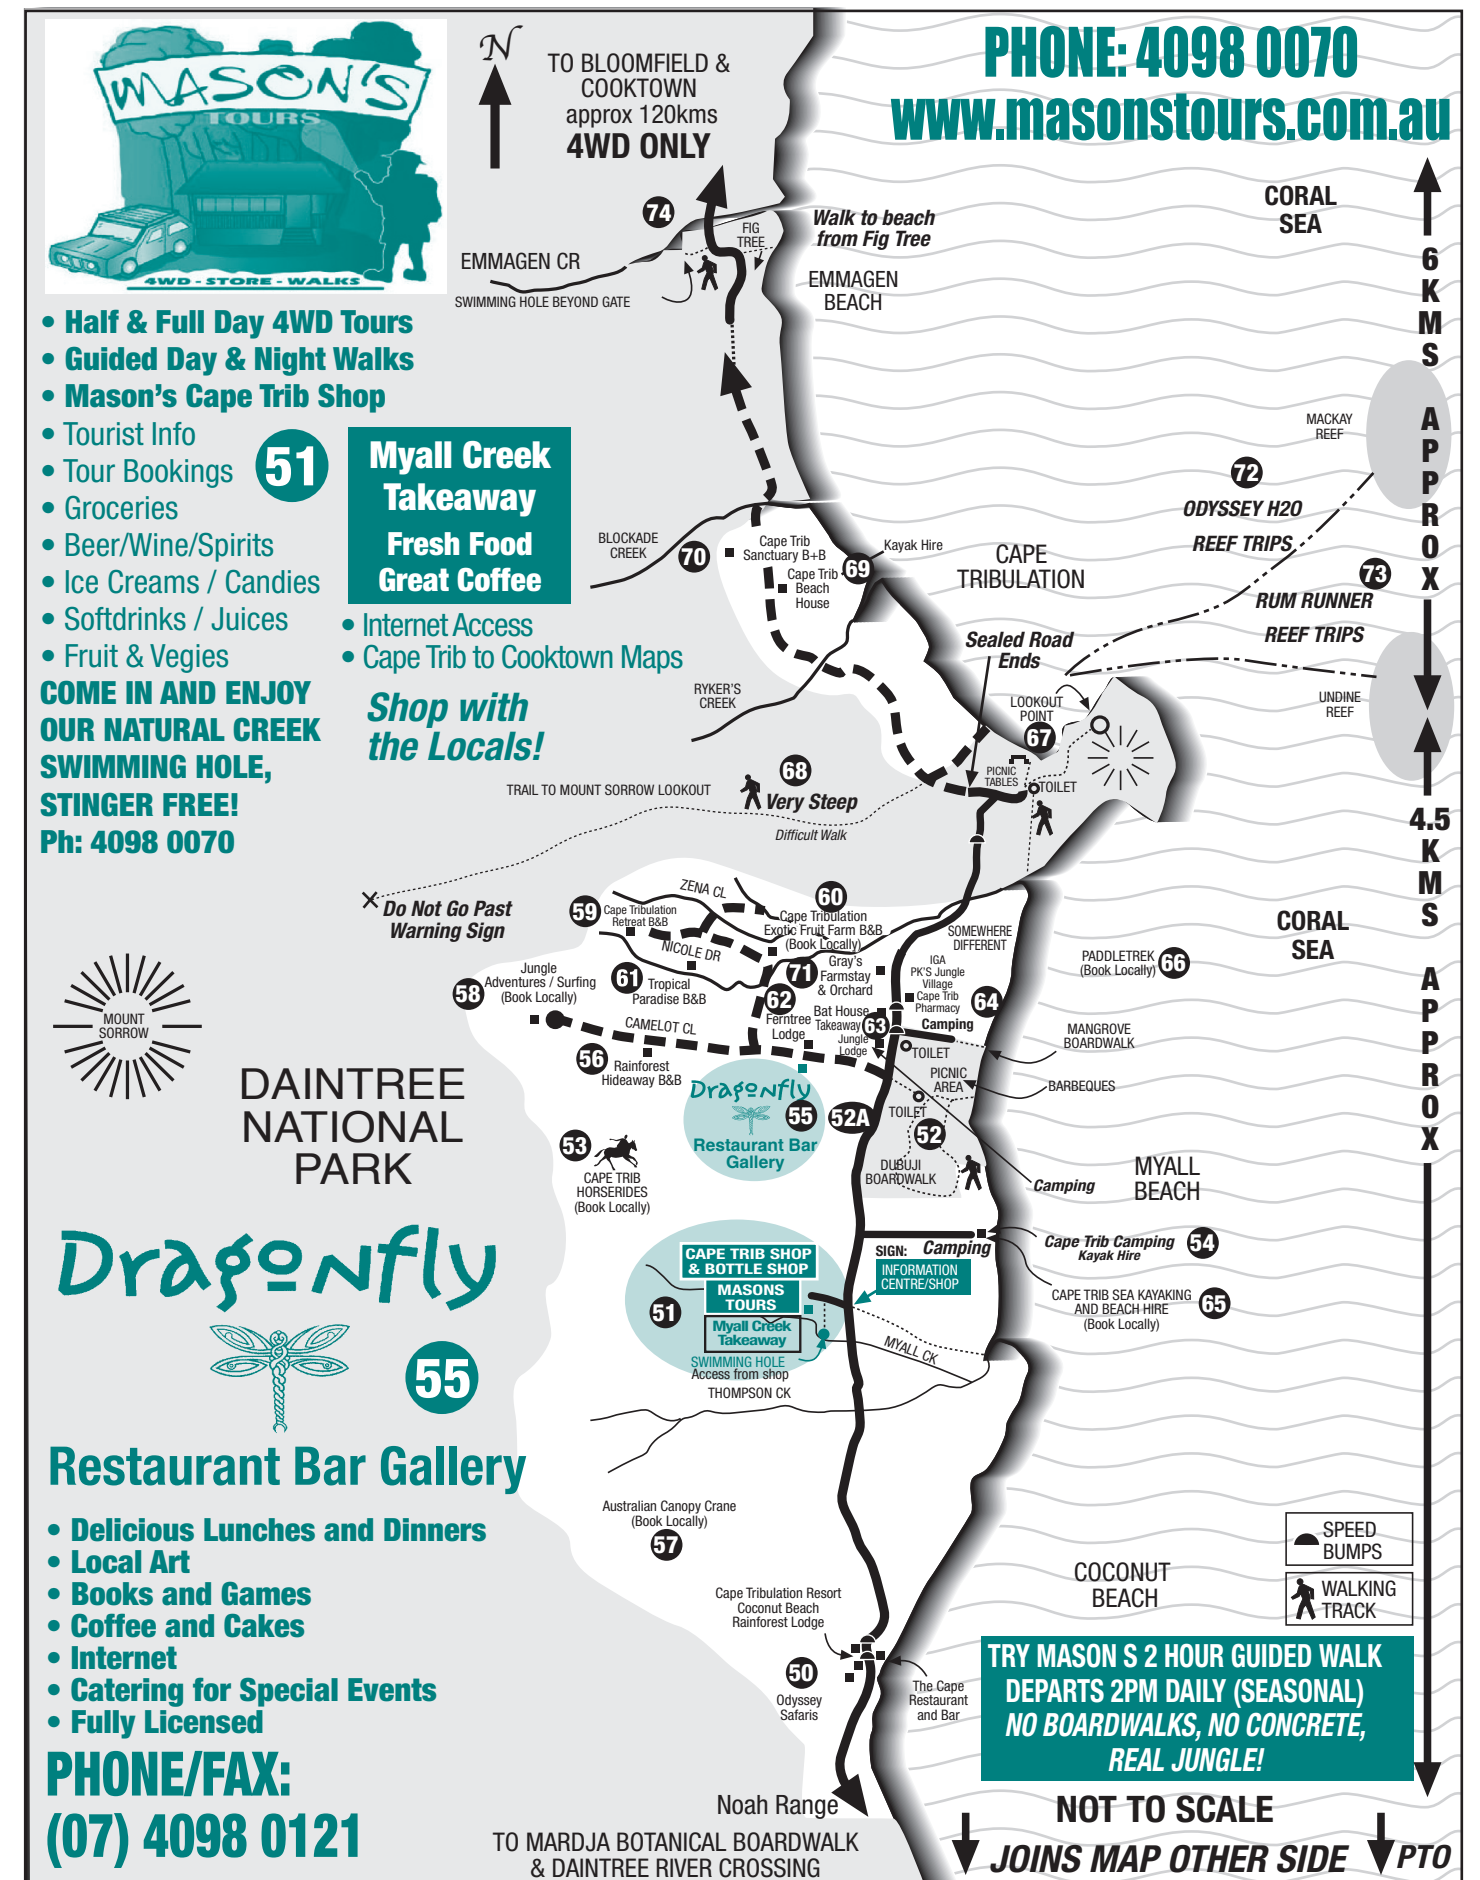 MASON'S
TOURS
4WD - STORE - WALKS
N
TO BLOOMFIELD &
COOKTOWN
approx 120kms
4WD ONLY
PHONE: 4098 0070
www.masonstours.com.au
• Half & Full Day 4WD Tours
• Guided Day & Night Walks
• Mason's Cape Trib Shop
• Tourist Info
• Tour Bookings
• Groceries
• Beer/Wine/Spirits
• Ice Creams / Candies
• Softdrinks / Juices
• Fruit & Vegies
51
COME IN AND ENJOY
OUR NATURAL CREEK
SWIMMING HOLE,
STINGER FREE!
Ph: 4098 0070
Myall Creek
Takeaway
Fresh Food
Great Coffee
• Internet Access
• Cape Trib to Cooktown Maps
Shop with
the Locals!
74
FIG
TREE
Walk to beach
from Fig Tree
EMMAGEN CR
SWIMMING HOLE BEYOND GATE
EMMAGEN
BEACH
CORAL
SEA
6
K
M
S
A
P
P
R
O
X
MACKAY
REEF
72
ODYSSEY H2O
REEF TRIPS
73
RUM RUNNER
REEF TRIPS
UNDINE
REEF
BLOCKADE
CREEK
70
Cape Trib
Sanctuary B+B
Cape Trib
Beach
House
69
Kayak Hire
CAPE
TRIBULATION
Sealed Road
Ends
RYKER'S
CREEK
LOOKOUT
POINT
67
PICNIC
TABLES
TOILET
68
TRAIL TO MOUNT SORROW LOOKOUT
Very Steep
Difficult Walk
Do Not Go Past
Warning Sign
4.5
K
M
S
A
P
P
R
O
X
CORAL
SEA
ZENA CL
59
Cape Tribulation
Retreat B&B
60
Cape Tribulation
Exotic Fruit Farm B&B
(Book Locally)
NICOLE DR
SOMEWHERE
DIFFERENT
58
Jungle
Adventures / Surfing
(Book Locally)
61
Tropical
Paradise B&B
71
Gray's
Farmstay
& Orchard
62
Ferntree
Lodge
IGA
PK'S Jungle
Village
Cape Trib
Pharmacy
64
Camping
Bat House
Takeaway
63
Jungle
Lodge
PADDLETREK
(Book Locally)
66
MANGROVE
BOARDWALK
CAMELOT CL
56
Rainforest
Hideaway B&B
TOILET
PICNIC
AREA
BARBEQUES
TOILET
52
DUBUJI
BOARDWALK
Camping
MYALL
BEACH
Dragonfly
55
Restaurant Bar
Gallery
52A
53
CAPE TRIB
HORSERIDES
(Book Locally)
MOUNT
SORROW
DAINTREE
NATIONAL
PARK
CAPE TRIB SHOP
& BOTTLE SHOP
MASONS
TOURS
Myall Creek
Takeaway
51
SWIMMING HOLE
Access from shop
SIGN:
INFORMATION
CENTRE/SHOP
Camping
Cape Trib Camping
Kayak Hire
54
CAPE TRIB SEA KAYAKING
AND BEACH HIRE
(Book Locally)
65
MYALL CK
THOMPSON CK
Dragonfly
55
Restaurant Bar Gallery
• Delicious Lunches and Dinners
• Local Art
• Books and Games
• Coffee and Cakes
• Internet
• Catering for Special Events
• Fully Licensed
PHONE/FAX:
(07) 4098 0121
Australian Canopy Crane
(Book Locally)
57
Cape Tribulation Resort
Coconut Beach
Rainforest Lodge
50
Odyssey
Safaris
The Cape
Restaurant
and Bar
COCONUT
BEACH
SPEED
BUMPS
WALKING
TRACK
TRY MASON S 2 HOUR GUIDED WALK
DEPARTS 2PM DAILY (SEASONAL)
NO BOARDWALKS, NO CONCRETE,
REAL JUNGLE!
Noah Range
TO MARDJA BOTANICAL BOARDWALK
& DAINTREE RIVER CROSSING
NOT TO SCALE
JOINS MAP OTHER SIDE
PTO